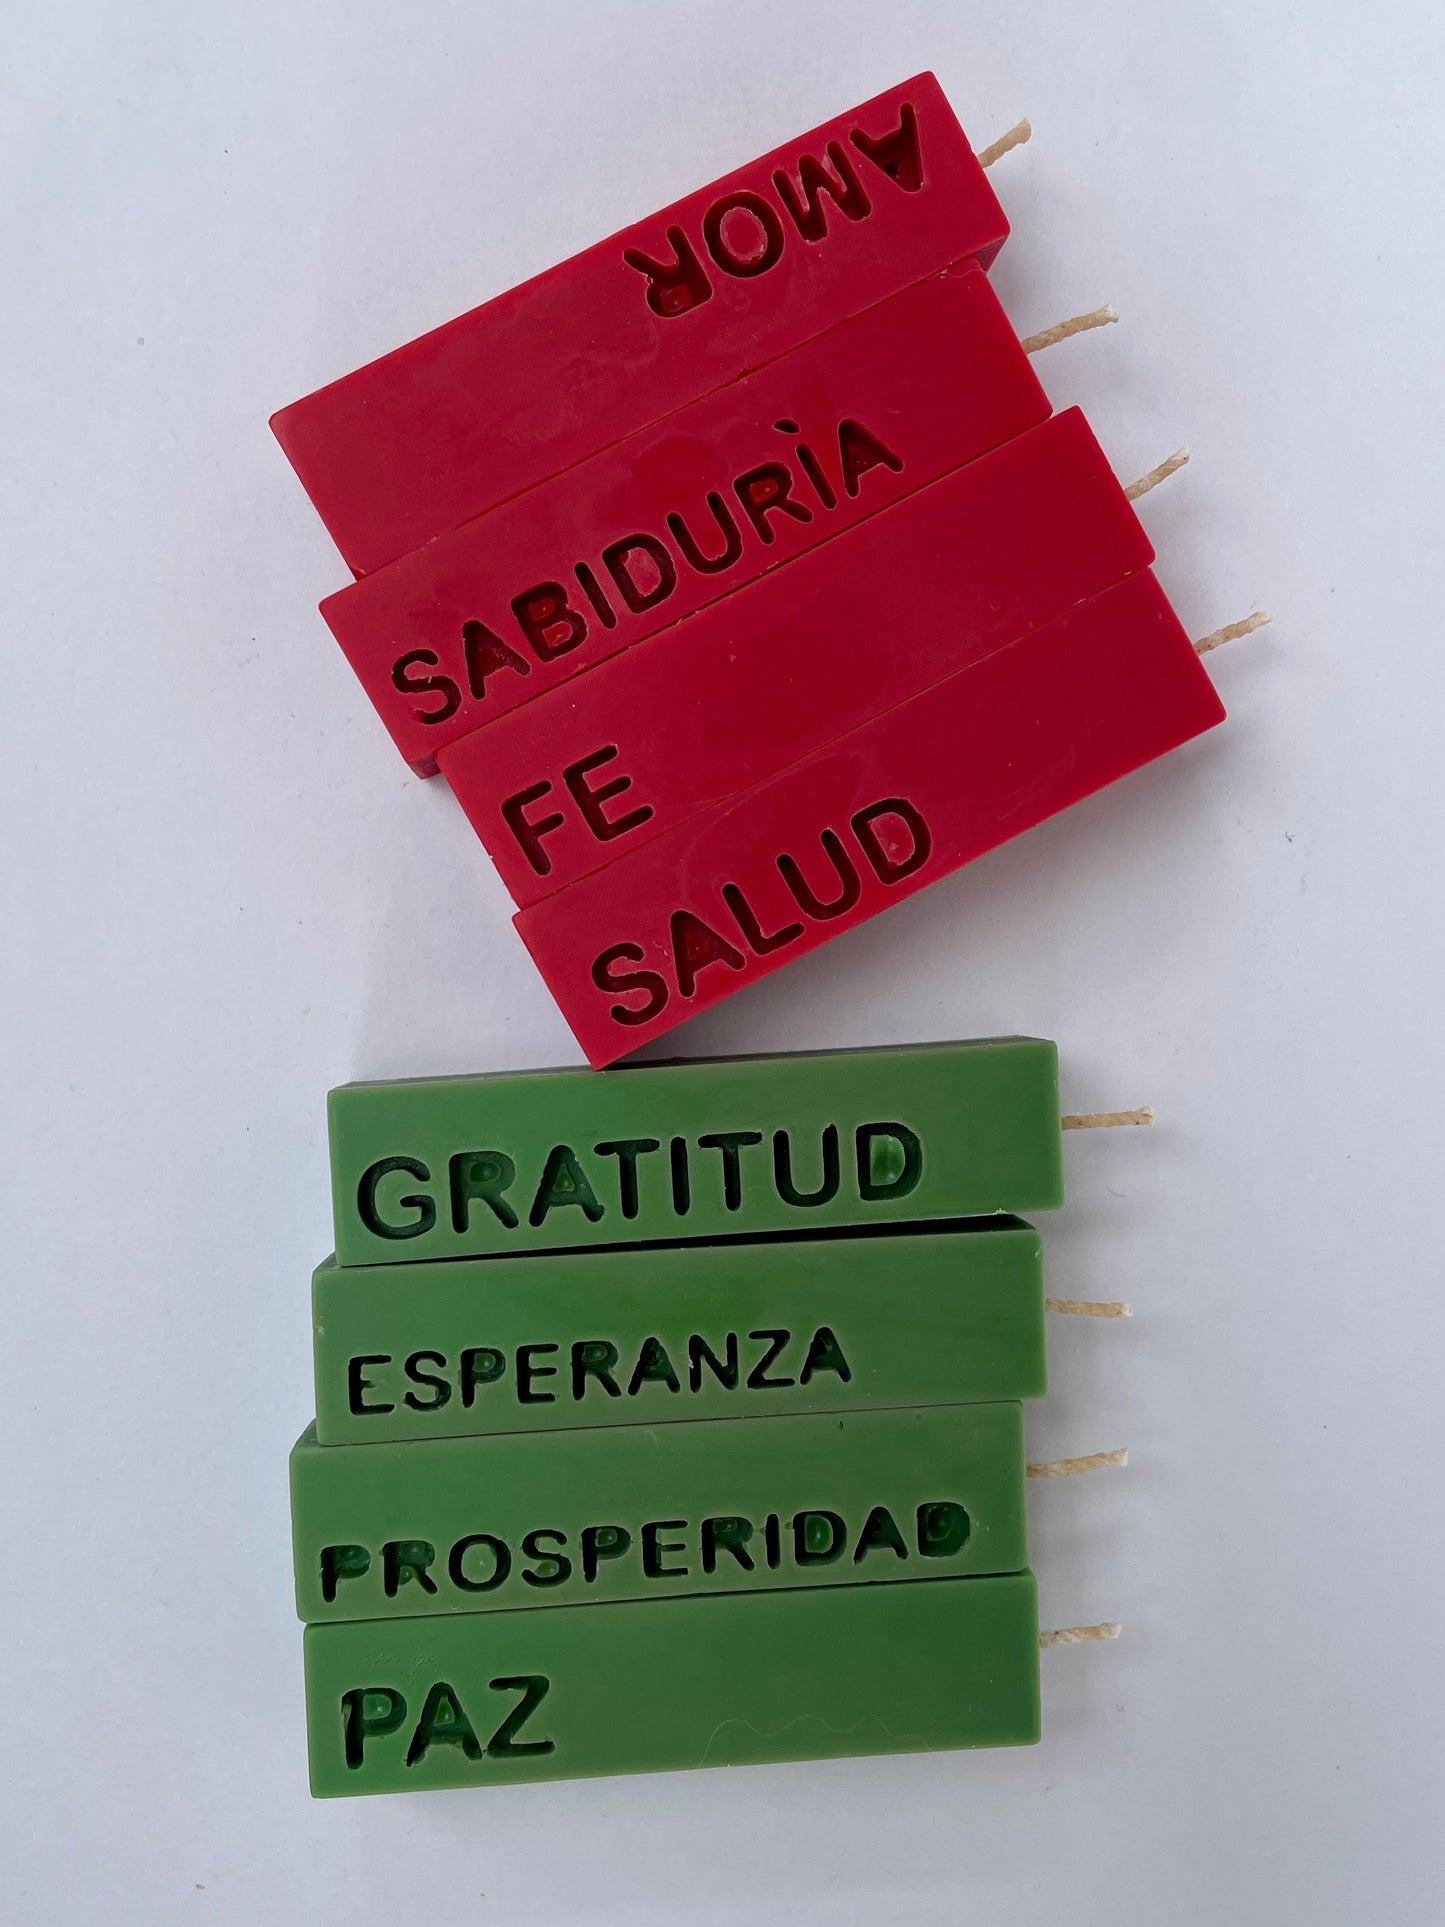 AMOR
SABIDURÌA
FE
SALUD
GRATITUD
ESPERANZA
PROSPERIDAD
PAZ